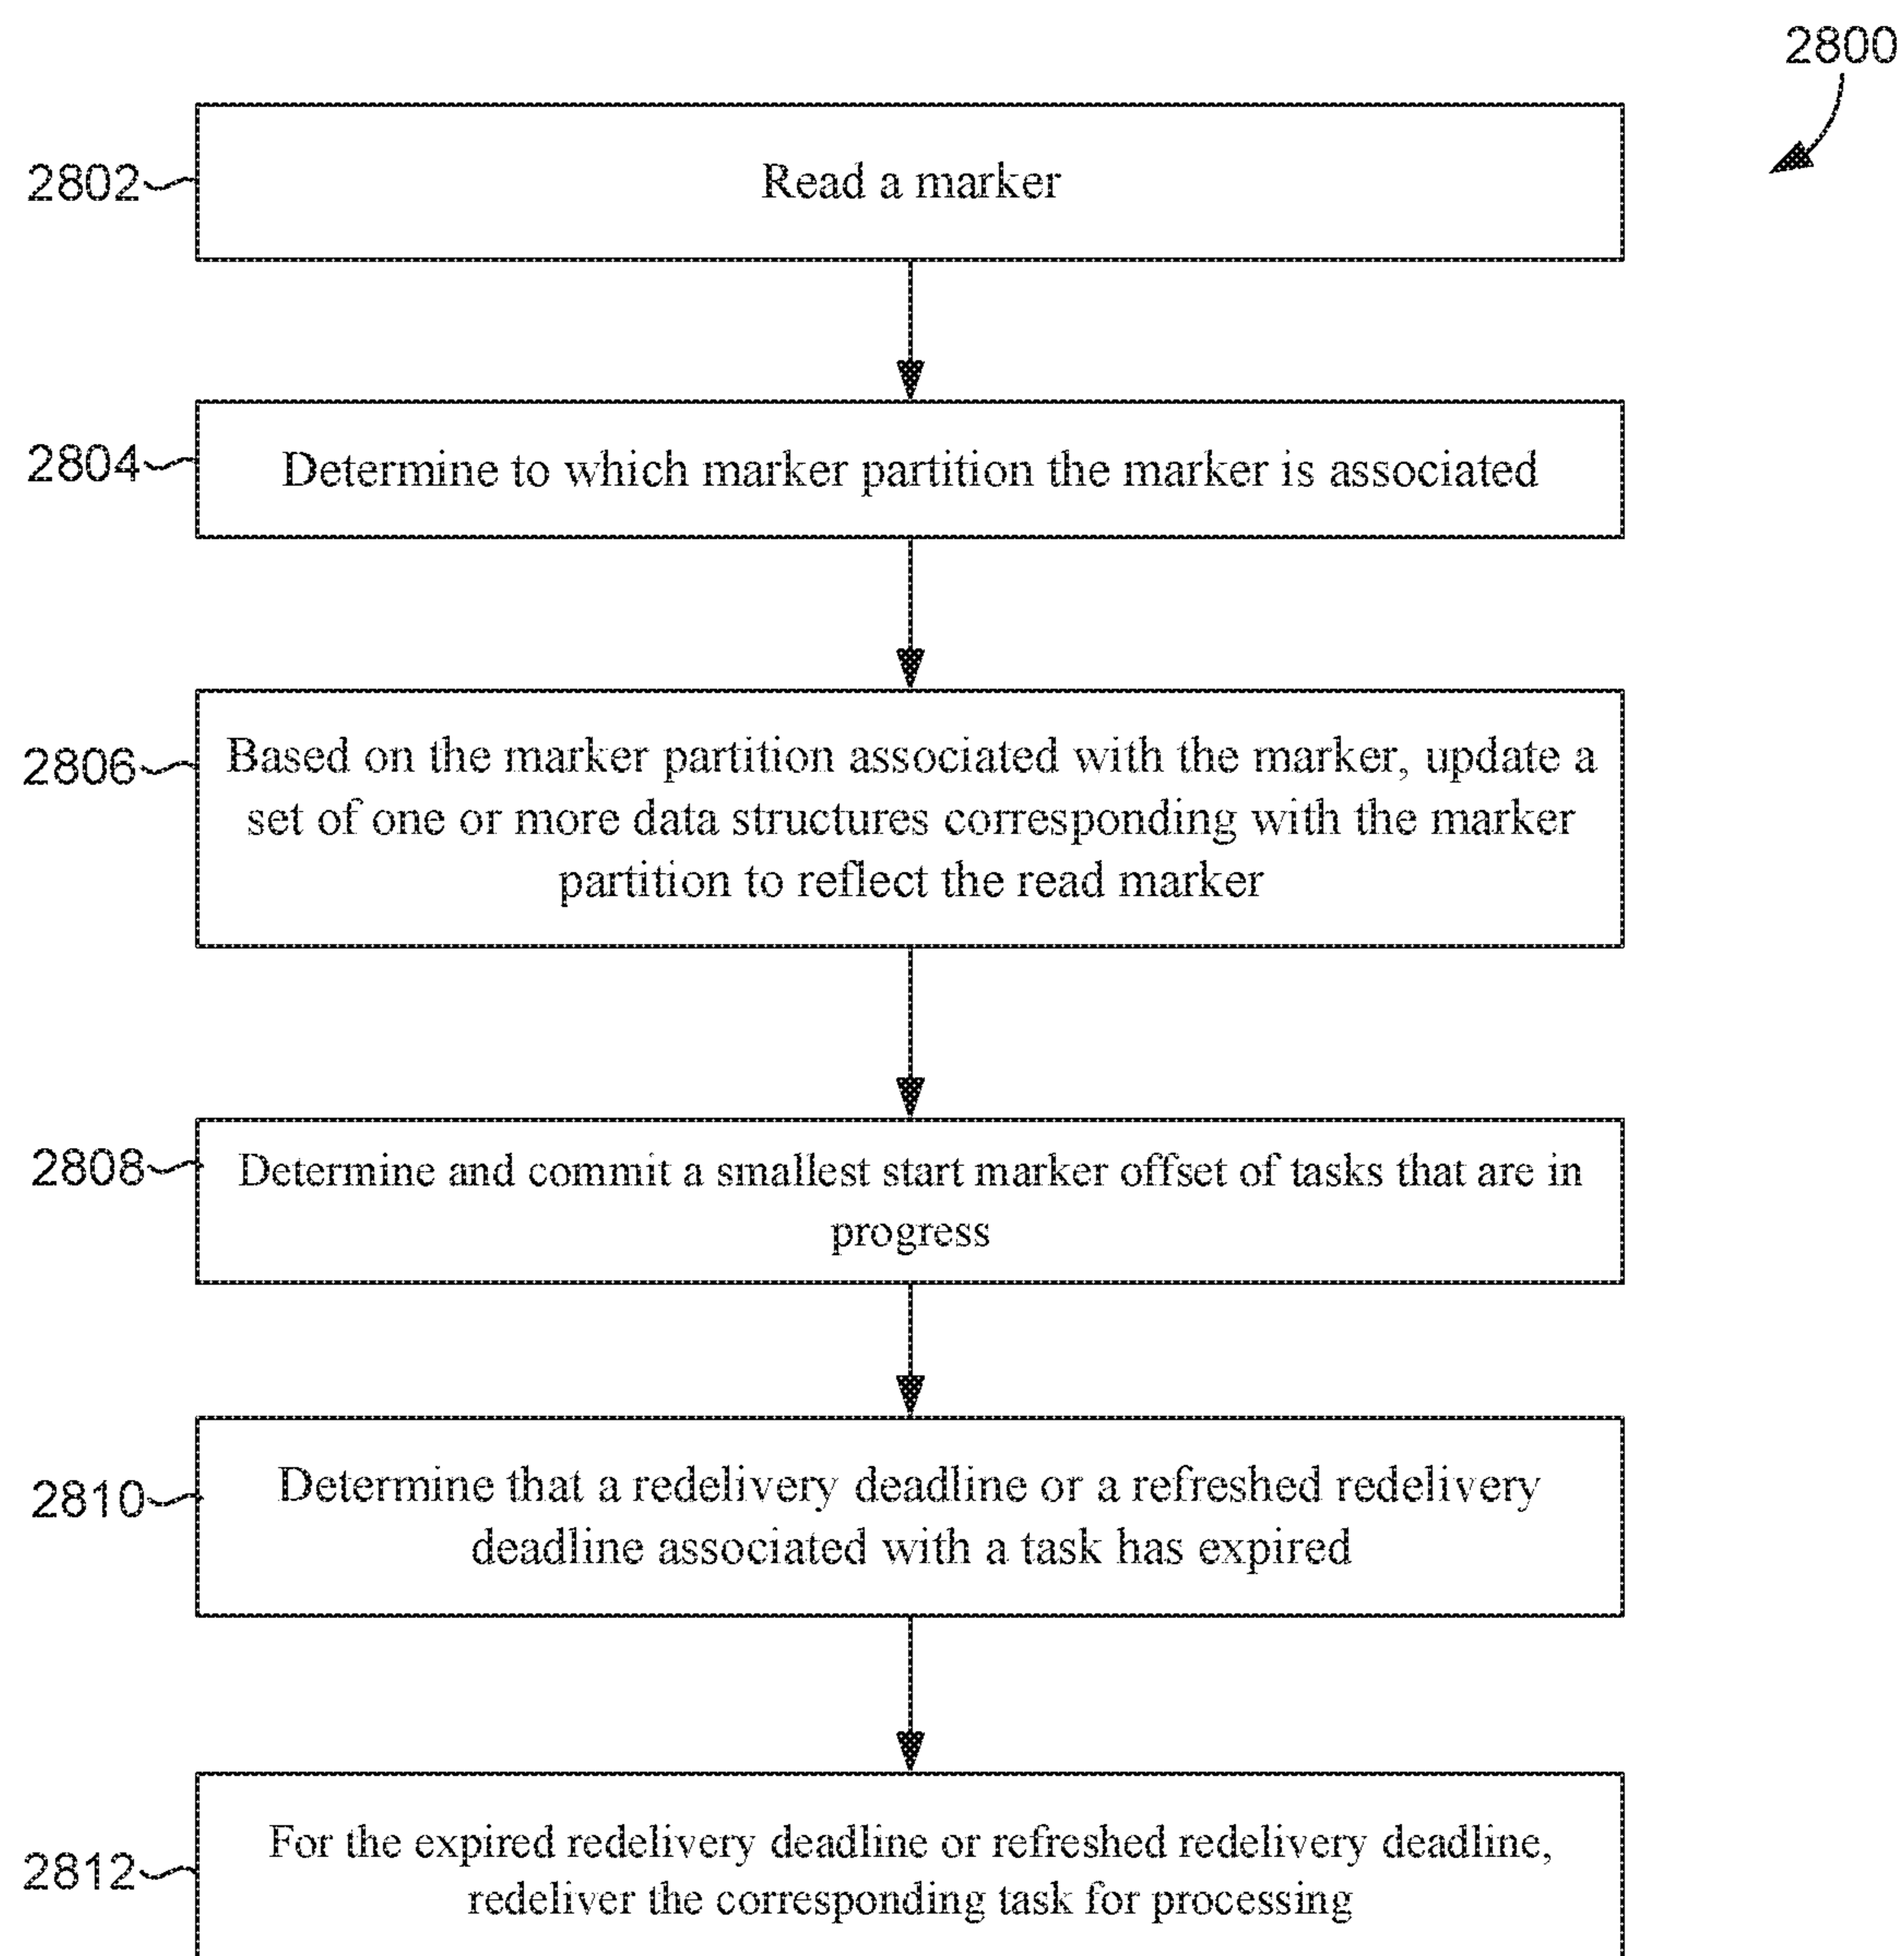 2800
2802
Read a marker
2804
Determine to which marker partition the marker is associated
2806
Based on the marker partition associated with the marker, update a
set of one or more data structures corresponding with the marker
partition to reflect the read marker
2808
Determine and commit a smallest start marker offset of tasks that are in
progress
2810
Determine that a redelivery deadline or a refreshed redelivery
deadline associated with a task has expired
2812
For the expired redelivery deadline or refreshed redelivery deadline,
redeliver the corresponding task for processing